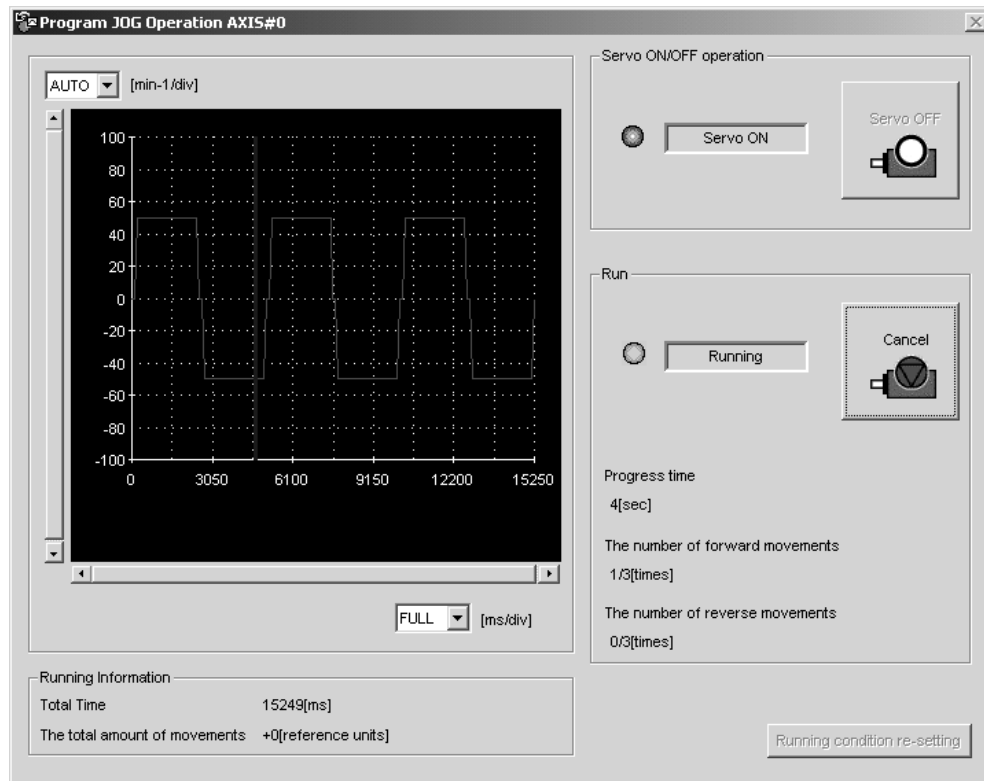 Program JOG Operation AXIS#0
AUTO [min-1/div]
100
80
60
40
20
0
-20
-40
-60
-80
-100
0 3050 6100 9150 12200 15250
FULL [ms/div]
Running Information
Total Time 15249[ms]
The total amount of movements +0[reference units]
Servo ON/OFF operation
Servo ON
Servo OFF
Run
Running
Cancel
Progress time
4[sec]
The number of forward movements
1/3[times]
The number of reverse movements
0/3[times]
Running condition re-setting